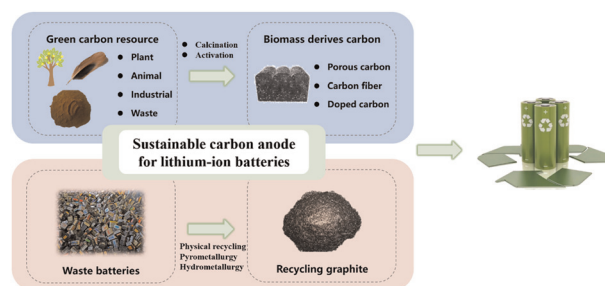 Green carbon resource
Plant
Animal
Industrial
Waste
Calcination
Activation
Biomass derives carbon
Porous carbon
Carbon fiber
Doped carbon
Sustainable carbon anode
for lithium-ion batteries
Waste batteries
Physical recycling
Pyrometallurgy
Hydrometallurgy
Recycling graphite